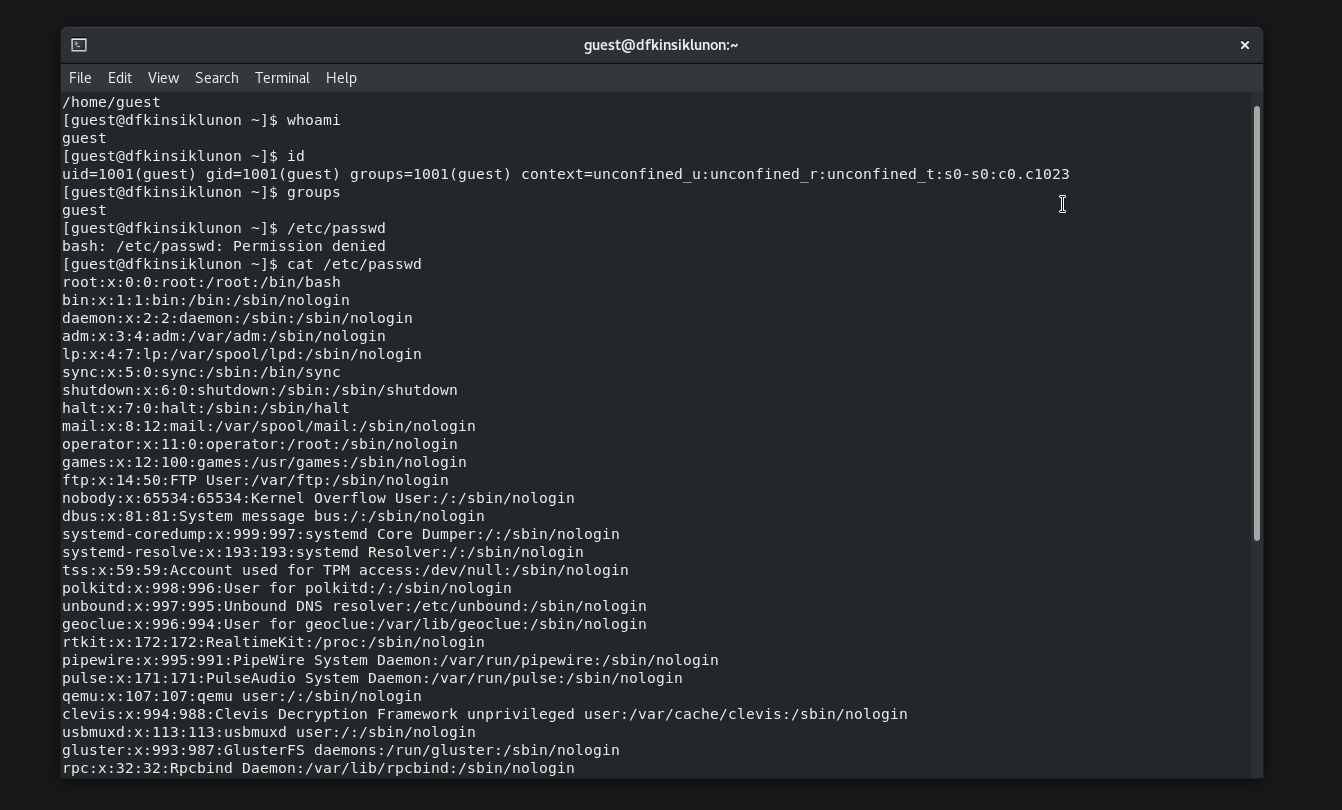 guest@dfkinsiklunon:~
File Edit View Search Terminal Help
/home/guest
[guest@dfkinsiklunon ~]$ whoami
guest
[guest@dfkinsiklunon ~]$ id
uid=1001(guest) gid=1001(guest) groups=1001(guest) context=unconfined_u:unconfined_r:unconfined_t:s0-s0:c0.c1023
[guest@dfkinsiklunon ~]$ groups
guest
[guest@dfkinsiklunon ~]$ /etc/passwd
bash: /etc/passwd: Permission denied
[guest@dfkinsiklunon ~]$ cat /etc/passwd
root:x:0:0:root:/root:/bin/bash
bin:x:1:1:bin:/bin:/sbin/nologin
daemon:x:2:2:daemon:/sbin:/sbin/nologin
adm:x:3:4:adm:/var/adm:/sbin/nologin
lp:x:4:7:lp:/var/spool/lpd:/sbin/nologin
sync:x:5:0:sync:/sbin:/bin/sync
shutdown:x:6:0:shutdown:/sbin:/sbin/shutdown
halt:x:7:0:halt:/sbin:/sbin/halt
mail:x:8:12:mail:/var/spool/mail:/sbin/nologin
operator:x:11:0:operator:/root:/sbin/nologin
games:x:12:100:games:/usr/games:/sbin/nologin
ftp:x:14:50:FTP User:/var/ftp:/sbin/nologin
nobody:x:65534:65534:Kernel Overflow User:/:/sbin/nologin
dbus:x:81:81:System message bus:/:/sbin/nologin
systemd-coredump:x:999:997:systemd Core Dumper:/:/sbin/nologin
systemd-resolve:x:193:193:systemd Resolver:/:/sbin/nologin
tss:x:59:59:Account used for TPM access:/dev/null:/sbin/nologin
polkitd:x:998:996:User for polkitd:/:/sbin/nologin
unbound:x:997:995:Unbound DNS resolver:/etc/unbound:/sbin/nologin
geoclue:x:996:994:User for geoclue:/var/lib/geoclue:/sbin/nologin
rtkit:x:172:172:RealtimeKit:/proc:/sbin/nologin
pipewire:x:995:991:PipeWire System Daemon:/var/run/pipewire:/sbin/nologin
pulse:x:171:171:PulseAudio System Daemon:/var/run/pulse:/sbin/nologin
qemu:x:107:107:qemu user:/:/sbin/nologin
clevis:x:994:988:Clevis Decryption Framework unprivileged user:/var/cache/clevis:/sbin/nologin
usbmuxd:x:113:113:usbmuxd user:/:/sbin/nologin
gluster:x:993:987:GlusterFS daemons:/run/gluster:/sbin/nologin
rpc:x:32:32:Rpcbind Daemon:/var/lib/rpcbind:/sbin/nologin